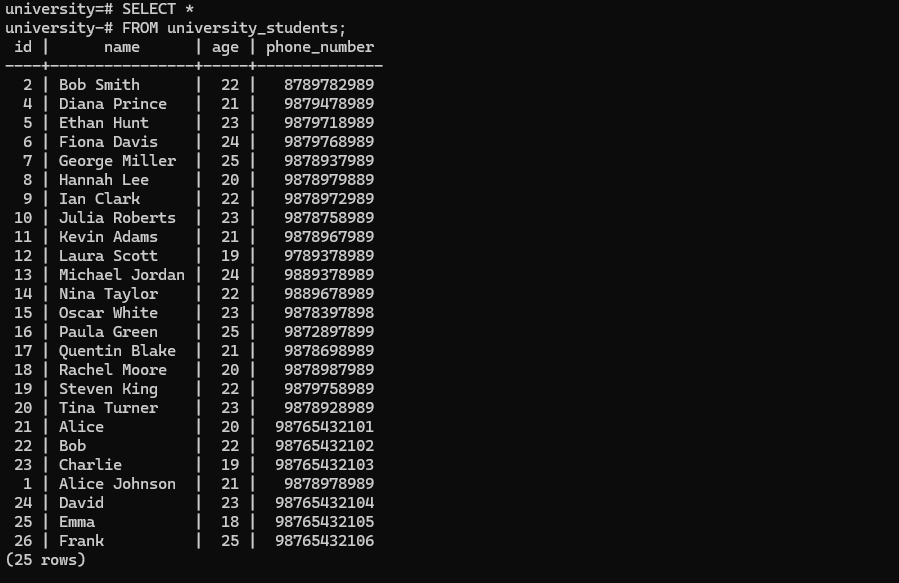 university=# SELECT *
university-# FROM university_students;
 id |      name      | age | phone_number
----+----------------+-----+--------------
  2 | Bob Smith      |  22 |   8789782989
  4 | Diana Prince   |  21 |   9879478989
  5 | Ethan Hunt     |  23 |   9879718989
  6 | Fiona Davis    |  24 |   9879768989
  7 | George Miller  |  25 |   9878937989
  8 | Hannah Lee     |  20 |   9878979889
  9 | Ian Clark      |  22 |   9878972989
 10 | Julia Roberts  |  23 |   9878758989
 11 | Kevin Adams    |  21 |   9878967989
 12 | Laura Scott    |  19 |   9789378989
 13 | Michael Jordan |  24 |   9889378989
 14 | Nina Taylor    |  22 |   9889678989
 15 | Oscar White    |  23 |   9878397898
 16 | Paula Green    |  25 |   9872897899
 17 | Quentin Blake  |  21 |   9878698989
 18 | Rachel Moore   |  20 |   9878987989
 19 | Steven King    |  22 |   9879758989
 20 | Tina Turner    |  23 |   9878928989
 21 | Alice          |  20 |  98765432101
 22 | Bob            |  22 |  98765432102
 23 | Charlie        |  19 |  98765432103
  1 | Alice Johnson  |  21 |   9878978989
 24 | David          |  23 |  98765432104
 25 | Emma           |  18 |  98765432105
 26 | Frank          |  25 |  98765432106
(25 rows)